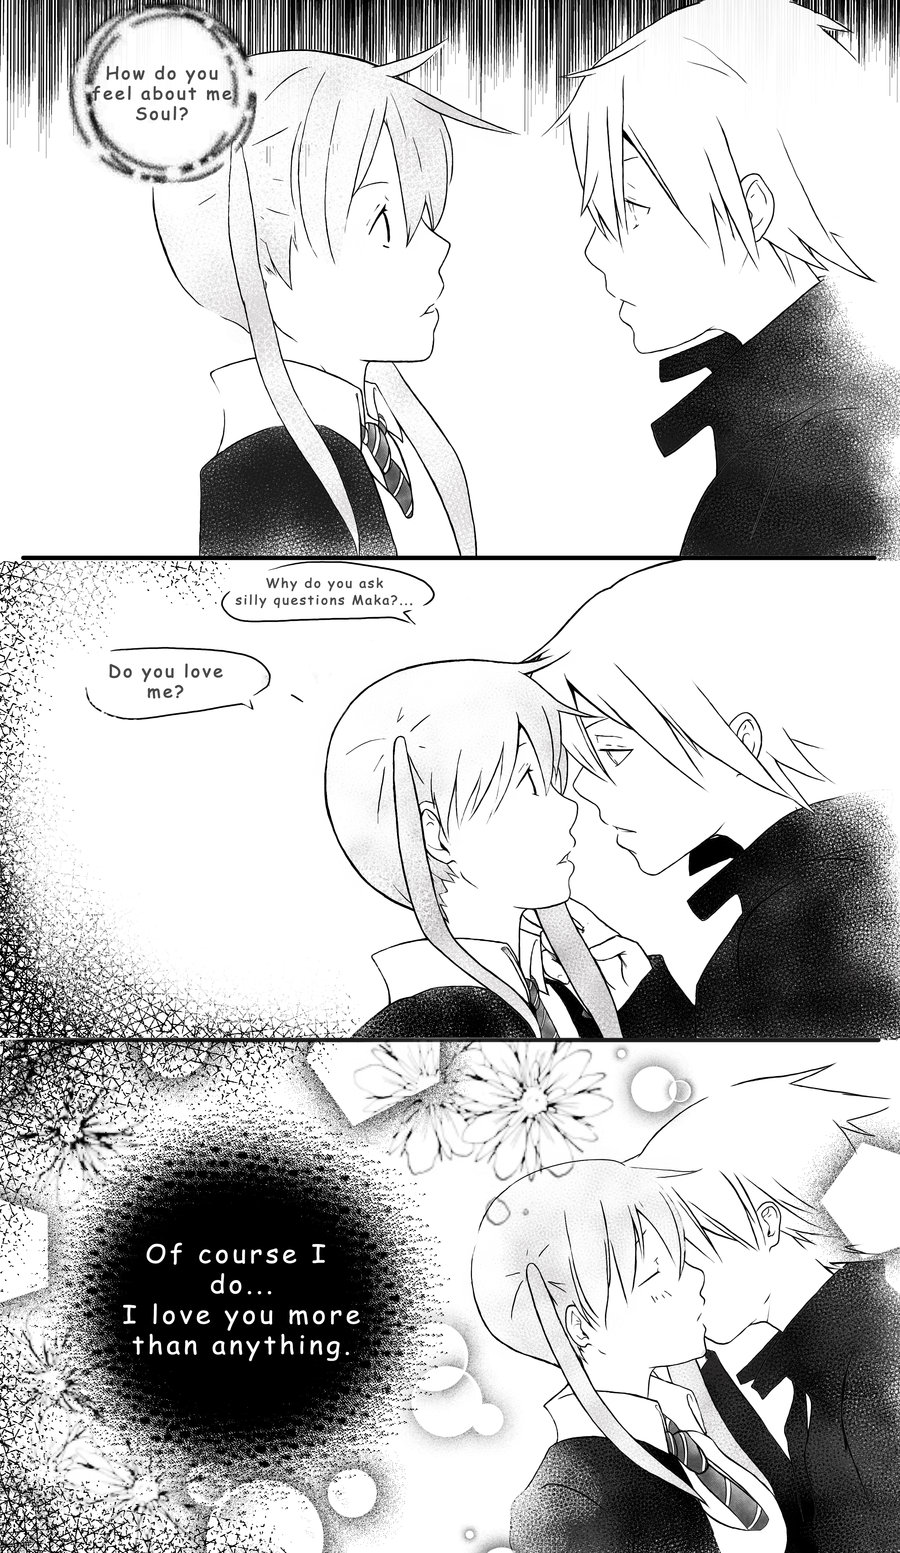 How do you
feel about me
Soul?
Why do you ask
silly questions Maka?...
Do you love
me?
Of course I
do...
I love you more
than anything.